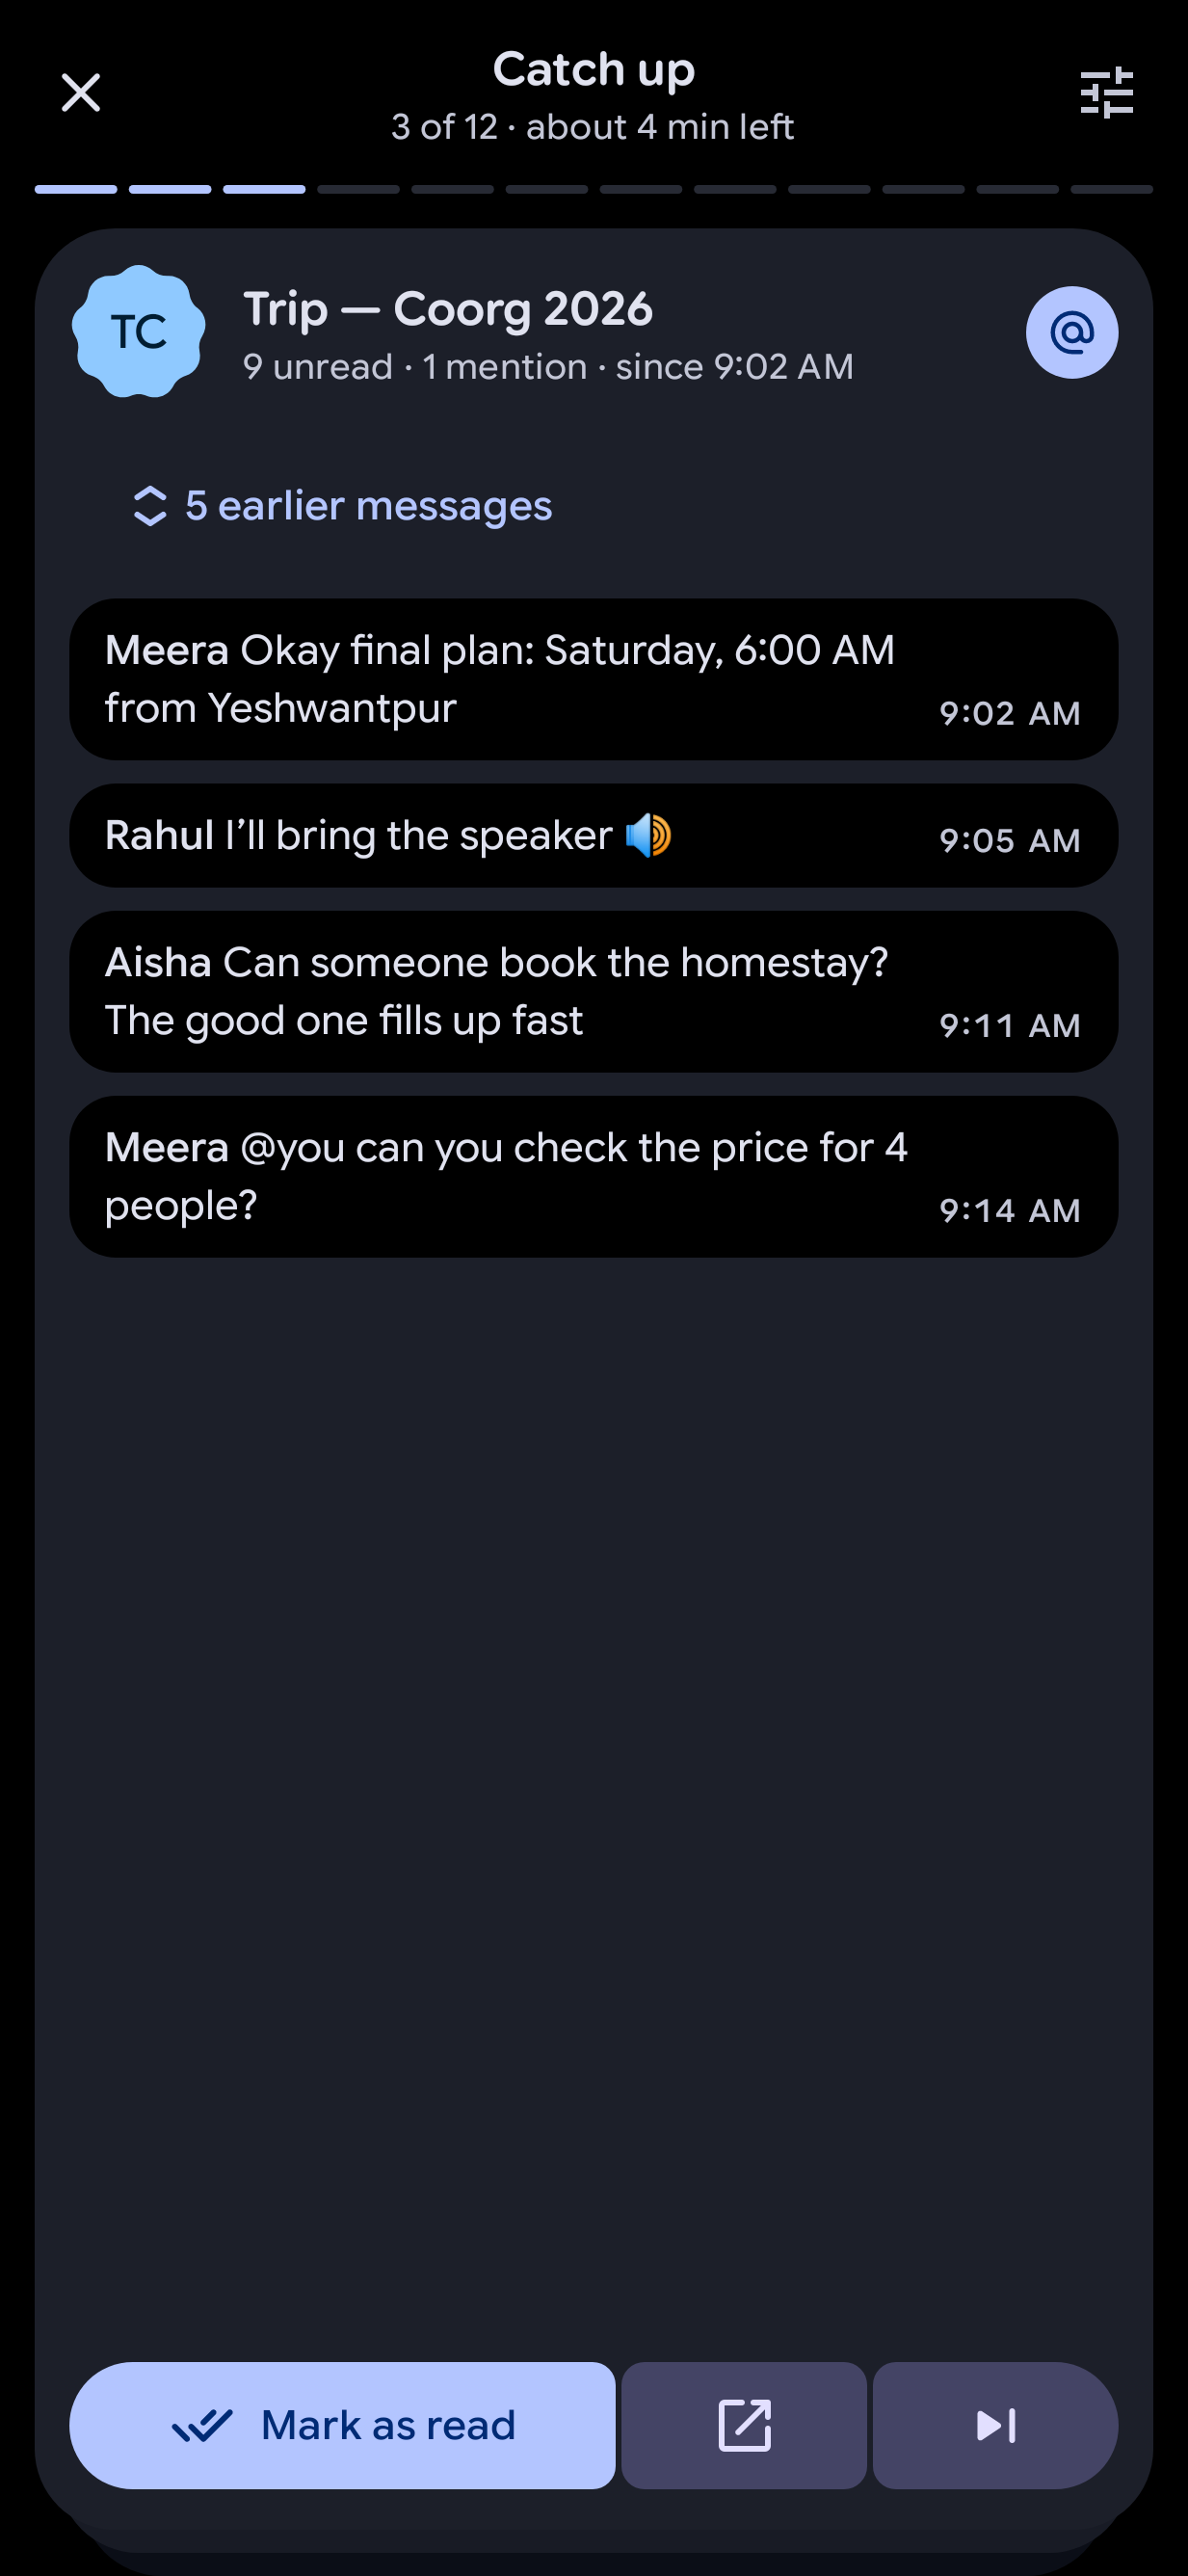 Catch up
3 of 12 · about 4 min left
TC
Trip — Coorg 2026
9 unread · 1 mention · since 9:02 AM
@
5 earlier messages
Meera Okay final plan: Saturday, 6:00 AM
from Yeshwantpur
9:02 AM
Rahul I’ll bring the speaker 🔊
9:05 AM
Aisha Can someone book the homestay?
The good one fills up fast
9:11 AM
Meera @you can you check the price for 4
people?
9:14 AM
Mark as read